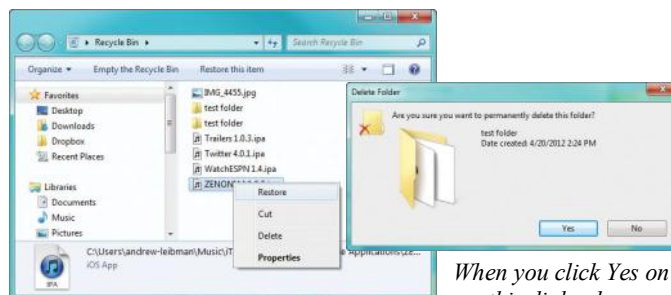 Recycle Bin
Search Recycle Bin
Organize
Empty the Recycle Bin
Restore this item
Favorites
Desktop
Downloads
Dropbox
Recent Places
Libraries
Documents
Music
Pictures
IMG_4455.jpg
test folder
test folder
Trailers 1.0.3.ipa
Twitter 4.0.1.ipa
WatchESPN 1.4.ipa
Restore
Cut
Delete
Properties
C:\Users\andrew-leibman\Music\iT
iOS App
IPA
Delete Folder
Are you sure you want to permanently delete this folder?
test folder
Date created: 4/20/2012 2:24 PM
Yes
No
When you click Yes on